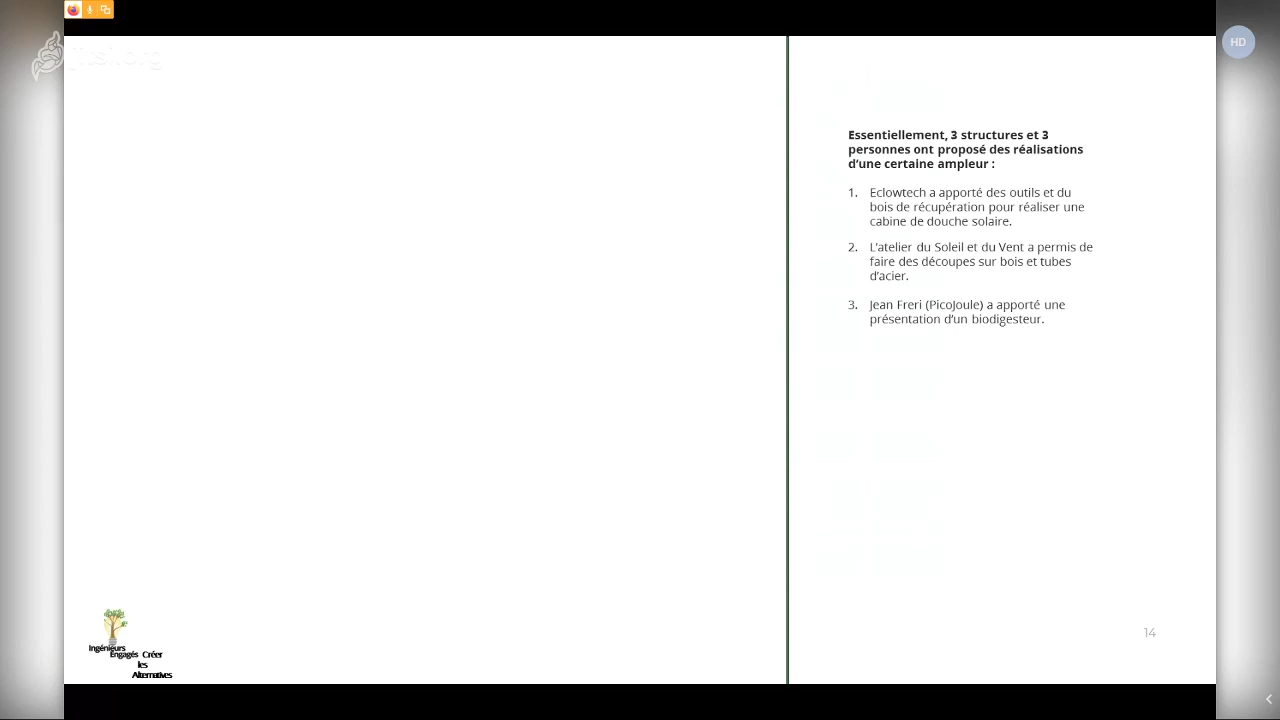 HD
Essentiellement, 3 structures et 3
personnes ont proposé des réalisations
d'une certaine ampleur :
1. Eclowtech a apporté des outils et du
bois de récupération pour réaliser une
cabine de douche solaire.
2. L'atelier du Soleil et du Vent a permis de
faire des découpes sur bois et tubes
d'acier.
3. Jean Freri (PicoJoule) a apporté une
présentation d'un biodigesteur.
14
Ingénieurs
Engagés Créer
les
Alternatives